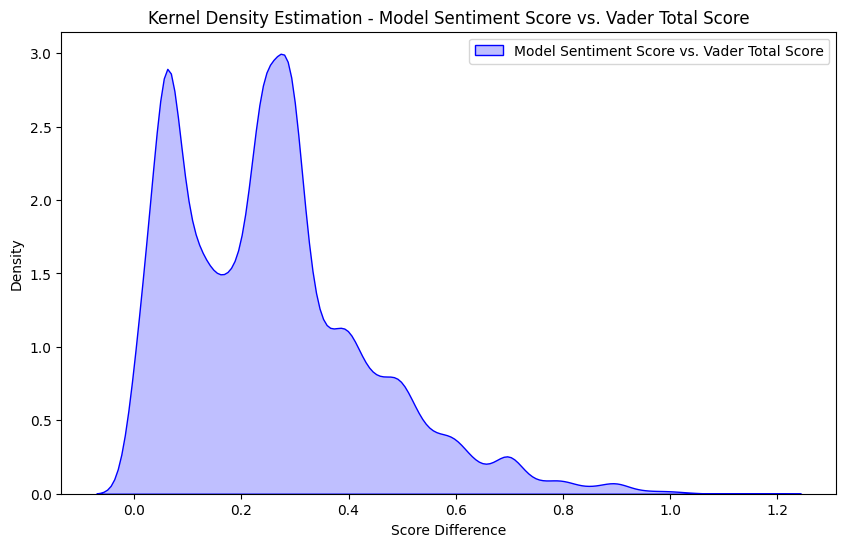 Kernel Density Estimation - Model Sentiment Score vs. Vader Total Score
Model Sentiment Score vs. Vader Total Score
3.0
2.5
2.0
1.5
1.0
0.5
0.0
Density
0.0 0.2 0.4 0.6 0.8 1.0 1.2
Score Difference